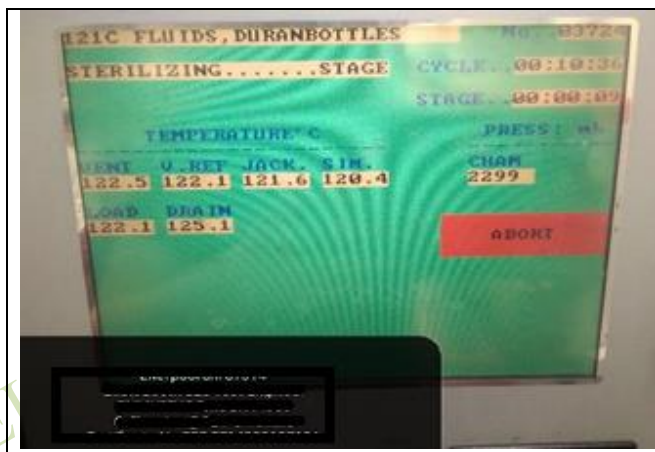 121C FLUIDS, DURANBOTTLES No..03724
STERILIZING.......STAGE CYCLE..00:10:36
STAGE..00:00:09
TEMPERATURE°C PRESS: mb
VENT V.REF JACK. SIM. CHAM
122.5 122.1 121.6 120.4 2299
LOAD DRAIN
122.1 125.1
ABORT